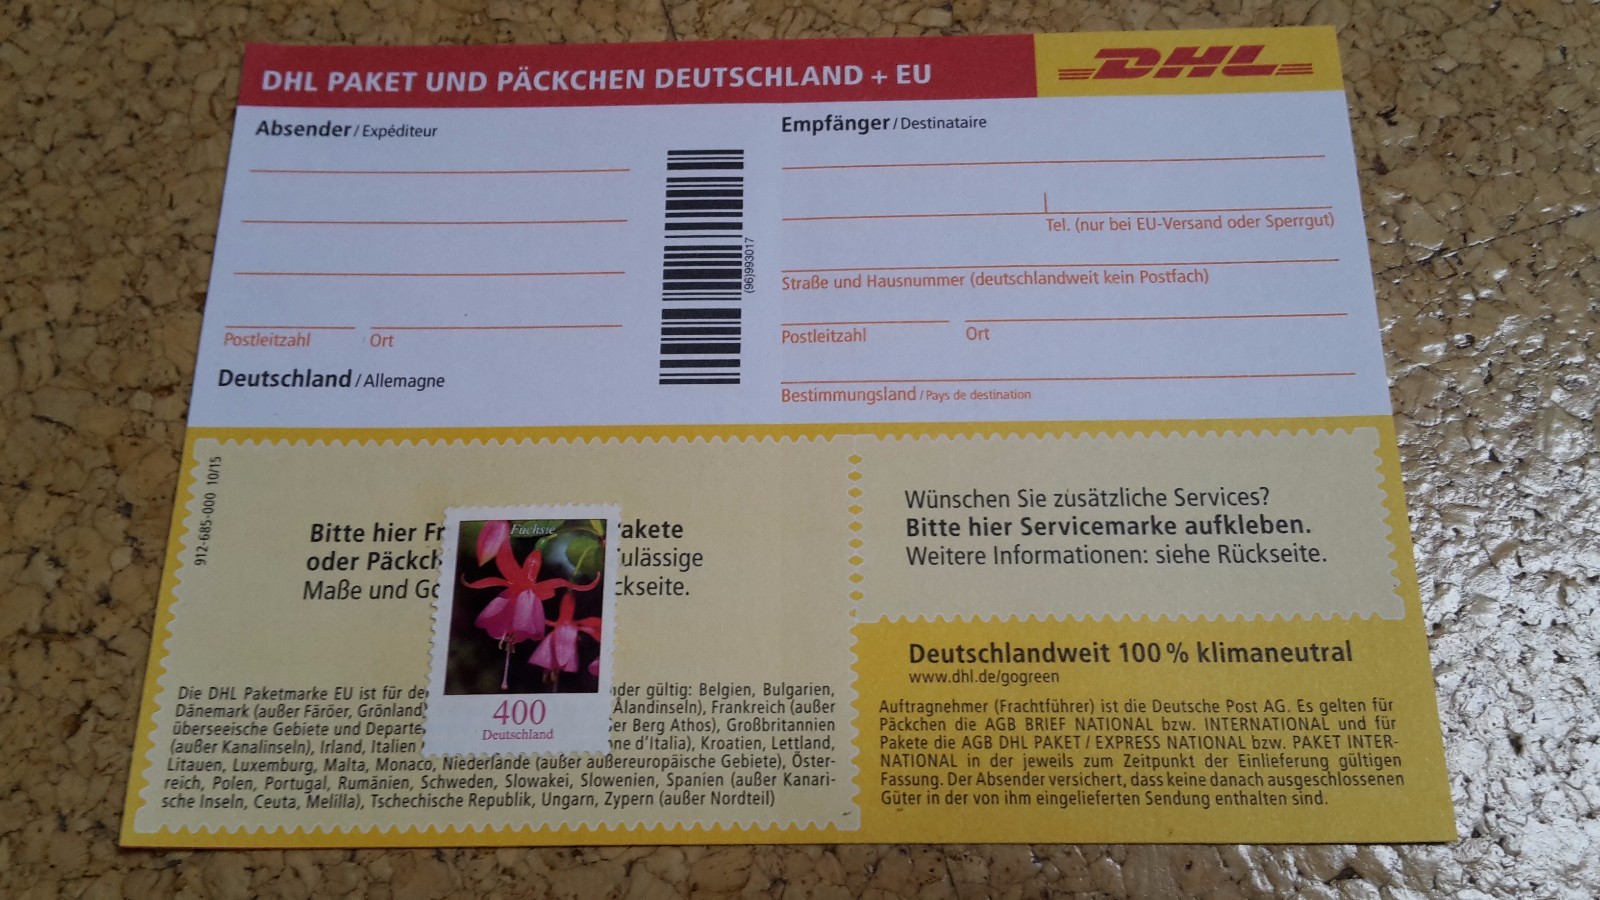 DHL PAKET UND PÄCKCHEN DEUTSCHLAND + EU
DHL
Absender / Expéditeur
Postleitzahl Ort
Deutschland / Allemagne
(96)993017
Empfänger / Destinataire
Tel. (nur bei EU-Versand oder Sperrgut)
Straße und Hausnummer (deutschlandweit kein Postfach)
Postleitzahl Ort
Bestimmungsland / Pays de destination
912-685-000 10/15
Bitte hier Fr akete
oder Päckch ulässige
Maße und Go ckseite.
Fuchsie
400
Deutschland
Die DHL Paketmarke EU ist für de der gültig: Belgien, Bulgarien,
Dänemark (außer Färöer, Grönland Ålandinseln), Frankreich (außer
überseeische Gebiete und Departe er Berg Athos), Großbritannien
(außer Kanalinseln), Irland, Italien ne d'Italia), Kroatien, Lettland,
Litauen, Luxemburg, Malta, Monaco, Niederlande (außer außereuropäische Gebiete), Öster-
reich, Polen, Portugal, Rumänien, Schweden, Slowakei, Slowenien, Spanien (außer Kanari-
sche Inseln, Ceuta, Melilla), Tschechische Republik, Ungarn, Zypern (außer Nordteil)
Wünschen Sie zusätzliche Services?
Bitte hier Servicemarke aufkleben.
Weitere Informationen: siehe Rückseite.
Deutschlandweit 100 % klimaneutral
www.dhl.de/gogreen
Auftragnehmer (Frachtführer) ist die Deutsche Post AG. Es gelten für
Päckchen die AGB BRIEF NATIONAL bzw. INTERNATIONAL und für
Pakete die AGB DHL PAKET / EXPRESS NATIONAL bzw. PAKET INTER-
NATIONAL in der jeweils zum Zeitpunkt der Einlieferung gültigen
Fassung. Der Absender versichert, dass keine danach ausgeschlossenen
Güter in der von ihm eingelieferten Sendung enthalten sind.